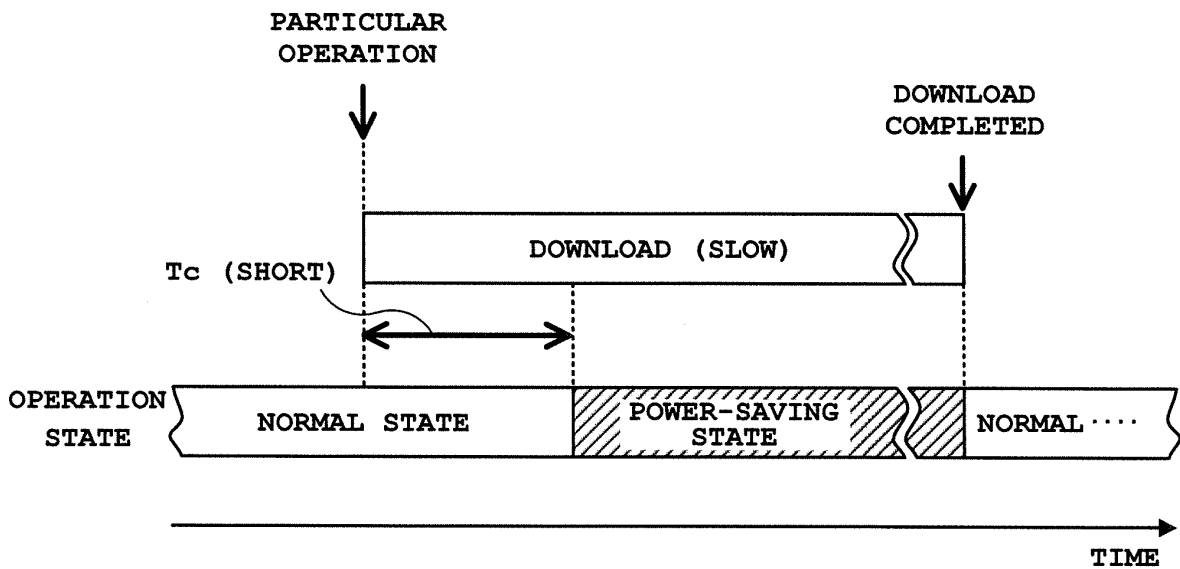 PARTICULAR
OPERATION
DOWNLOAD
COMPLETED
DOWNLOAD (SLOW)
Tc (SHORT)
OPERATION
STATE
NORMAL STATE
POWER-SAVING
STATE
NORMAL ····
TIME